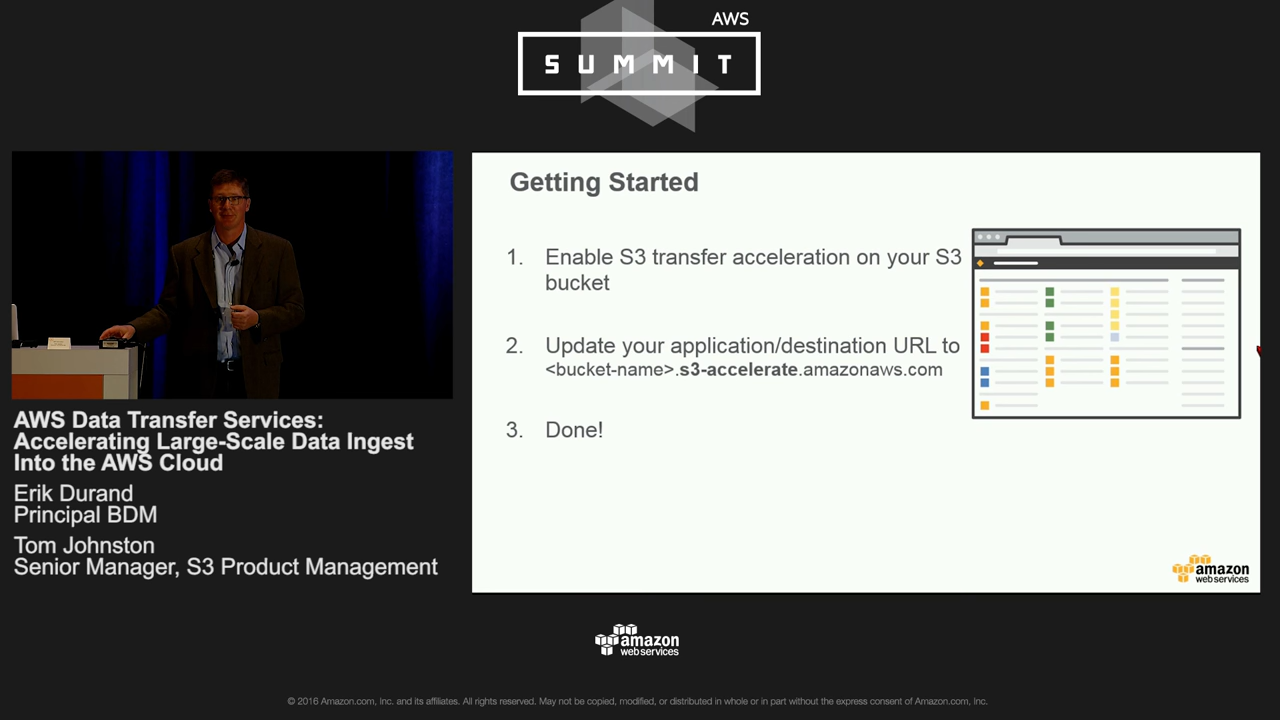 AWS
SUMMIT
Getting Started
1. Enable S3 transfer acceleration on your S3
bucket
2. Update your application/destination URL to
<bucket-name>.s3-accelerate.amazonaws.com
3. Done!
amazon
web services
AWS Data Transfer Services:
Accelerating Large-Scale Data Ingest
Into the AWS Cloud
Erik Durand
Principal BDM
Tom Johnston
Senior Manager, S3 Product Management
amazon
web services
© 2016 Amazon.com, Inc. and its affiliates. All rights reserved. May not be copied, modified, or distributed in whole or in part without the express consent of Amazon.com, Inc.